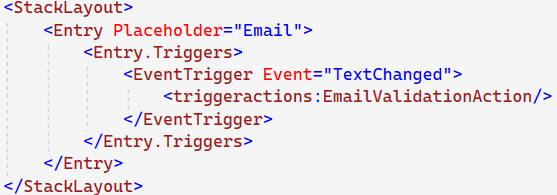 <StackLayout>
<Entry Placeholder="Email">
<Entry.Triggers>
<EventTrigger Event="TextChanged">
<triggeractions:EmailValidationAction/>
</EventTrigger>
</Entry.Triggers>
</Entry>
</StackLayout>